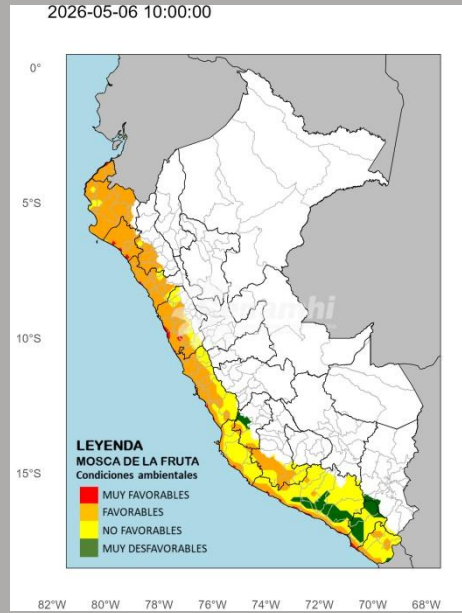 2026-05-06 10:00:00
0°
5°S
10°S
15°S
LEYENDA
MOSCA DE LA FRUTA
Condiciones ambientales
MUY FAVORABLES
FAVORABLES
NO FAVORABLES
MUY DESFAVORABLES
82°W 80°W 78°W 76°W 74°W 72°W 70°W 68°W